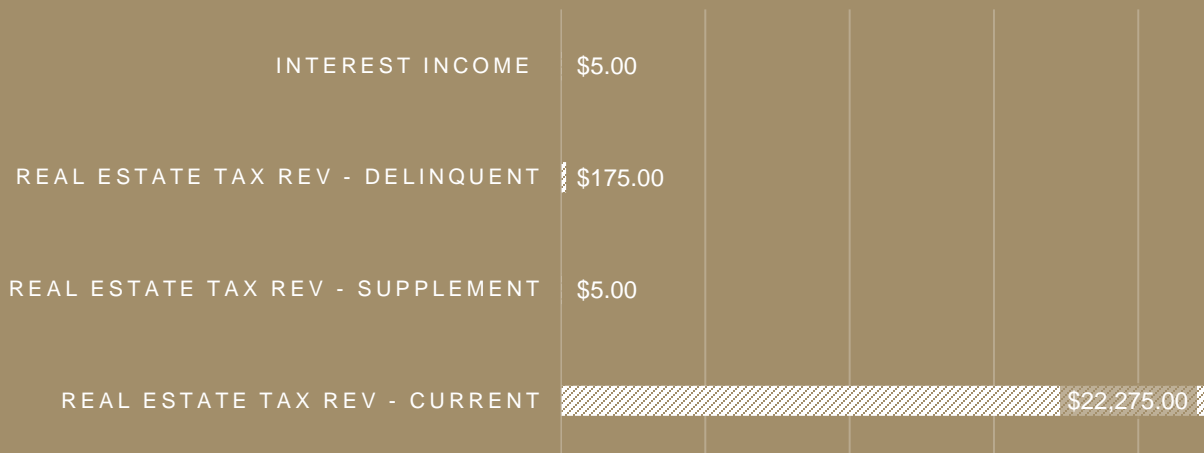 INTEREST INCOME $5.00
REAL ESTATE TAX REV - DELINQUENT $175.00
REAL ESTATE TAX REV - SUPPLEMENT $5.00
REAL ESTATE TAX REV - CURRENT $22,275.00